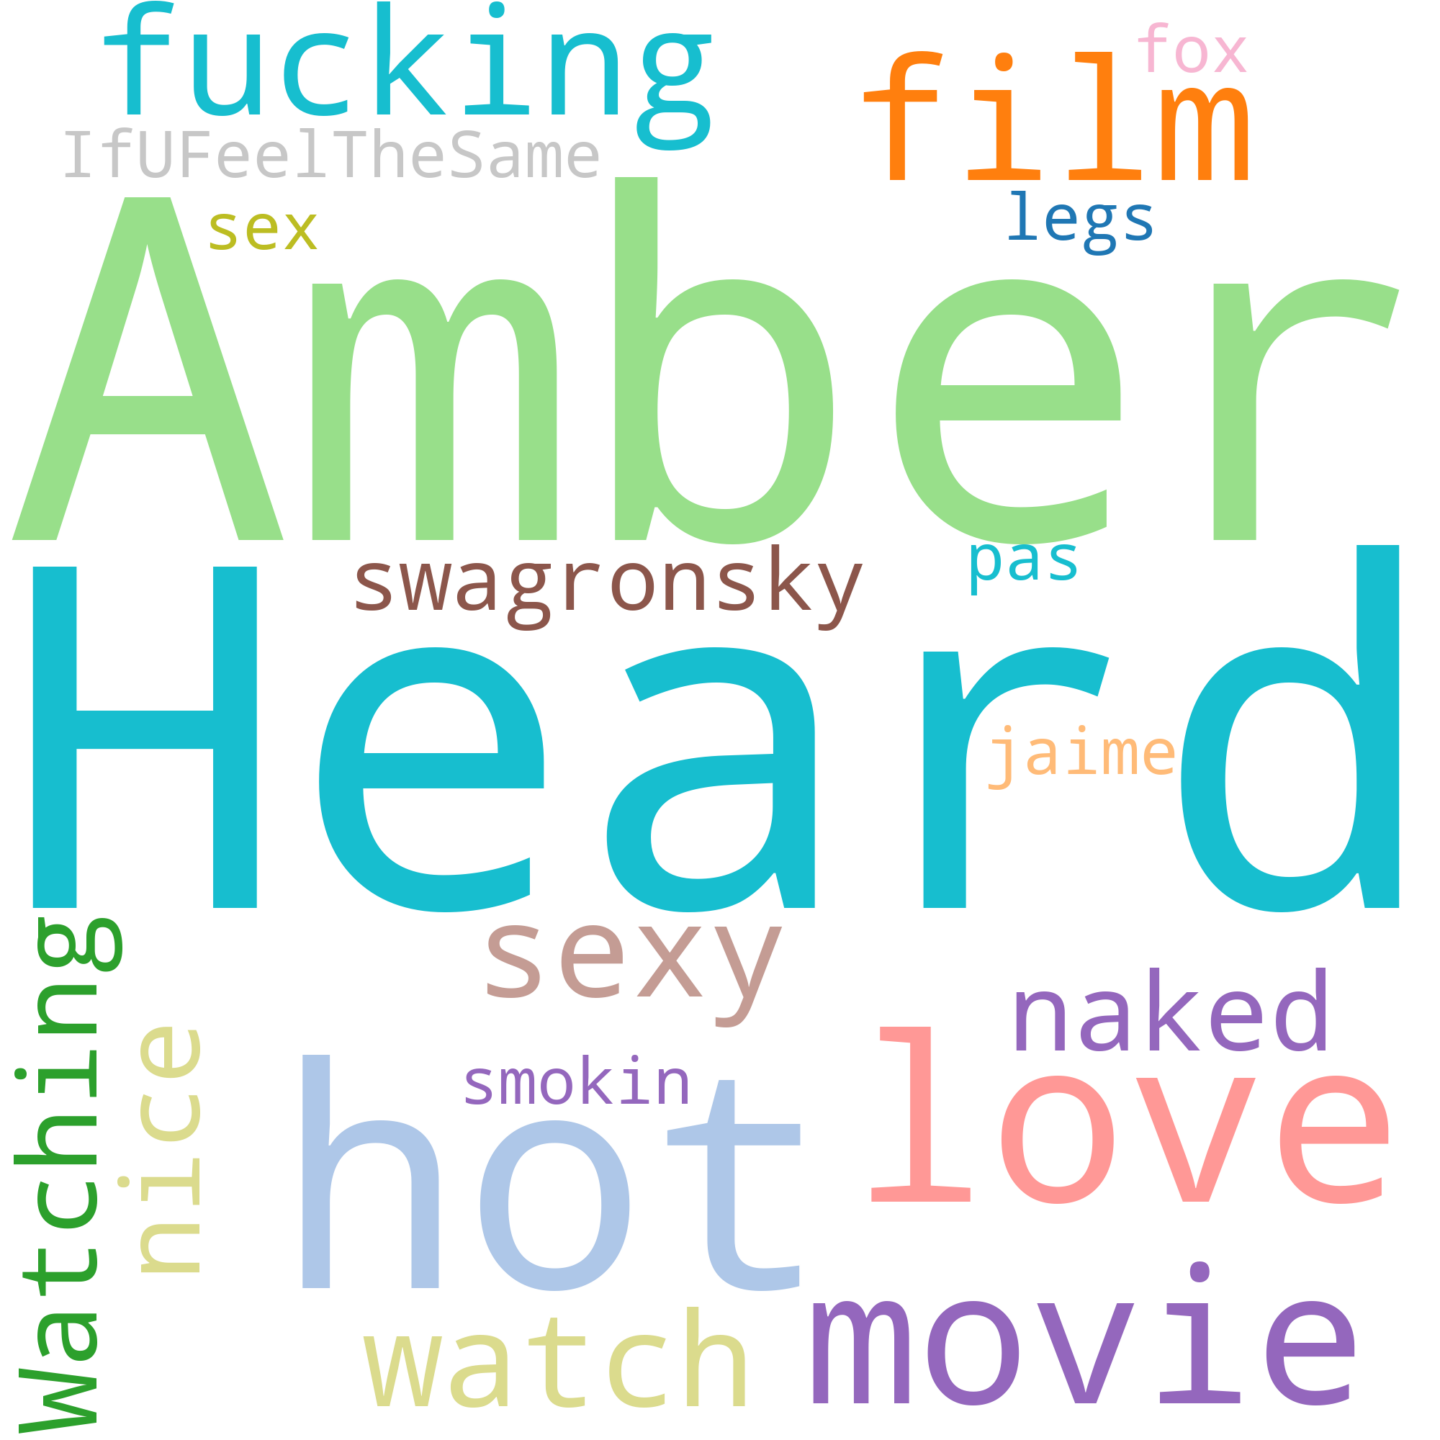 fucking
fox
film
IfUFeelTheSame
legs
sex
Amber
swagronsky
pas
Heard
jaime
Watching
sexy
naked
nice
smokin
love
hot
watch
movie